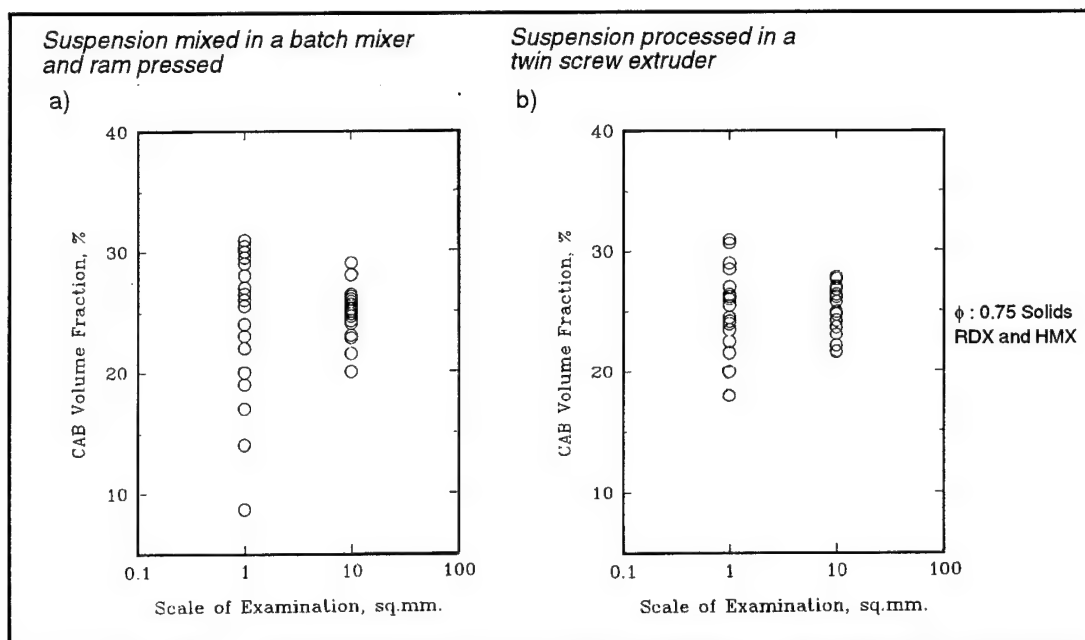 Suspension mixed in a batch mixer
and ram pressed
a)
40
30
20
10
0.1
1
10
100
CAB Volume Fraction, %
Scale of Examination, sq.mm.
Suspension processed in a
twin screw extruder
b)
40
30
20
10
0.1
1
10
100
CAB Volume Fraction, %
Scale of Examination, sq.mm.
ϕ : 0.75 Solids
RDX and HMX